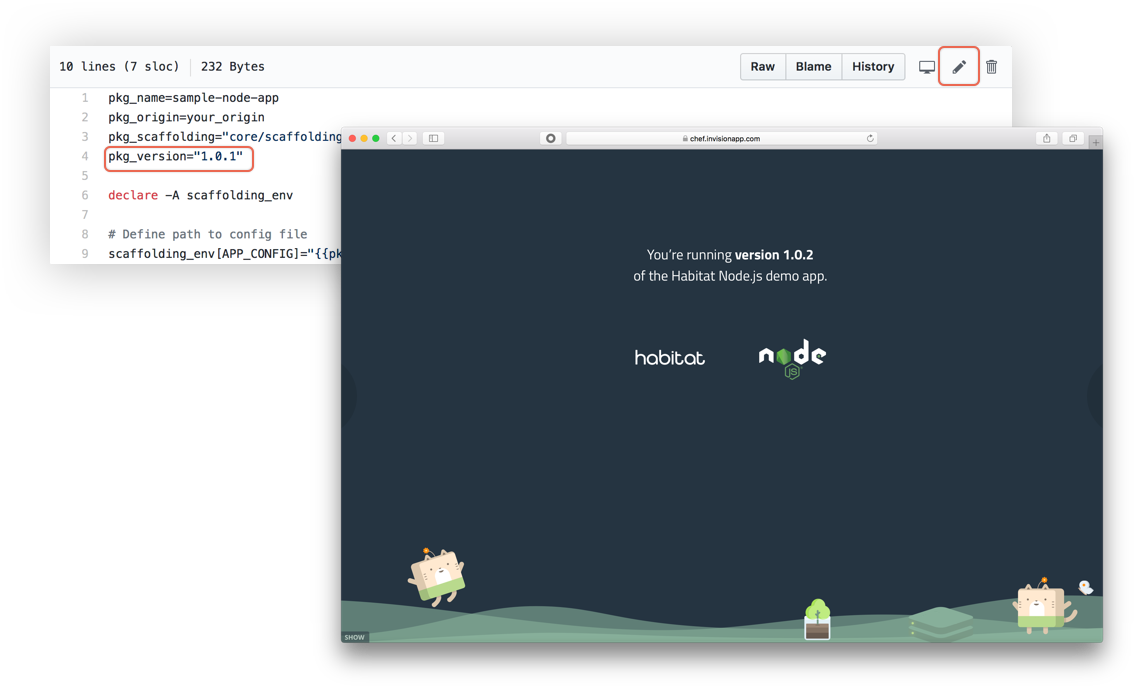 10 lines (7 sloc) 232 Bytes Raw Blame History
1 pkg_name=sample-node-app
2 pkg_origin=your_origin
3 pkg_scaffolding="core/scaffolding
4 pkg_version="1.0.1"
5
6 declare -A scaffolding_env
7
8 # Define path to config file
9 scaffolding_env[APP_CONFIG]="{{pk
chef.invisionapp.com
You’re running version 1.0.2
of the Habitat Node.js demo app.
habitat
node
JS
SHOW